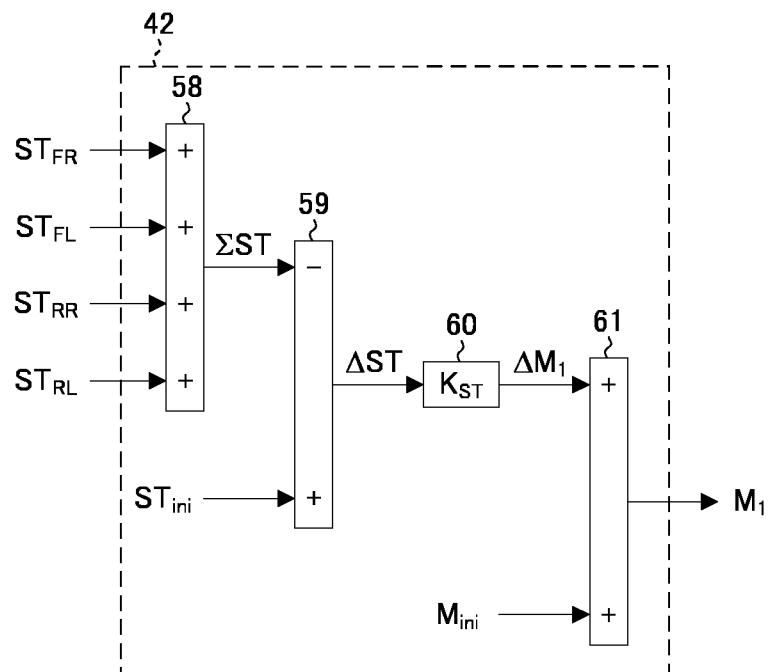 42
58
ST_FR +
ST_FL +
ST_RR +
ST_RL +
ΣST
59
−
ST_ini +
ΔST
60
K_ST
ΔM_1
61
+
M_ini +
M_1